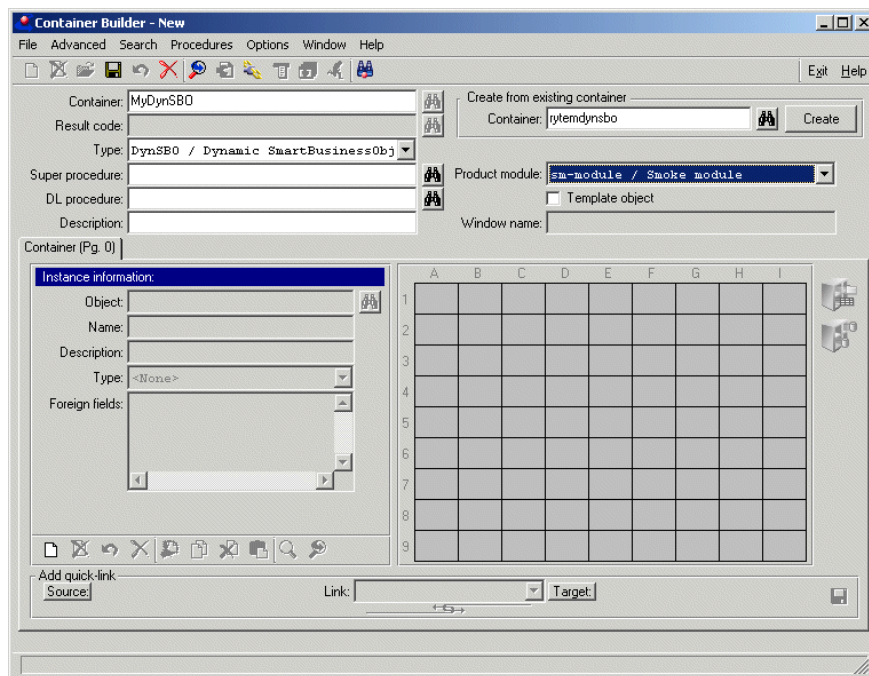 Container Builder - New
File Advanced Search Procedures Options Window Help
Exit Help
Container: MyDynSBO
Create from existing container
Container: rytemdynsbo Create
Result code:
Type: DynSBO / Dynamic SmartBusinessObj
Super procedure:
Product module: sm-module / Smoke module
DL procedure:
Template object
Description:
Window name:
Container (Pg. 0)
Instance information:
Object:
Name:
Description:
Type: <None>
Foreign fields:
A B C D E F G H I
1
2
3
4
5
6
7
8
9
Add quick-link
Source: Link: Target: